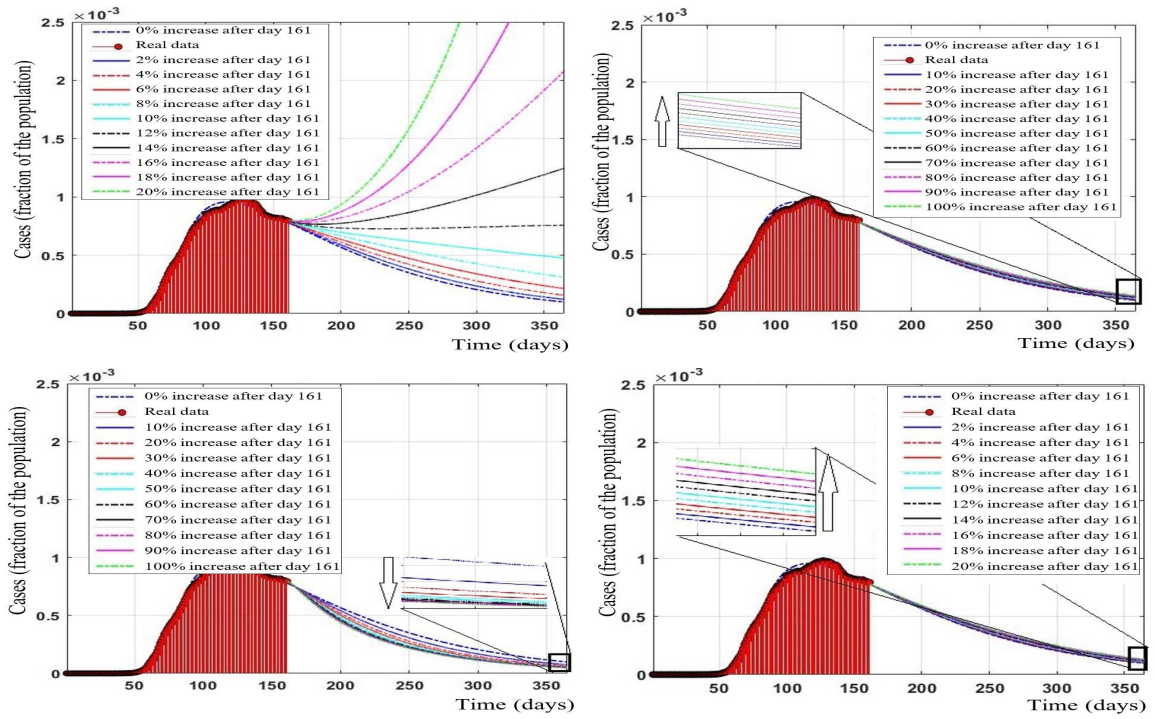 ×10⁻³
2.5
2
1.5
1
0.5
0
Cases (fraction of the population)
0% increase after day 161
Real data
2% increase after day 161
4% increase after day 161
6% increase after day 161
8% increase after day 161
10% increase after day 161
12% increase after day 161
14% increase after day 161
16% increase after day 161
18% increase after day 161
20% increase after day 161
50 100 150 200 250 300 350
Time (days)
×10⁻³
2.5
2
1.5
1
0.5
0
Cases (fraction of the population)
0% increase after day 161
Real data
10% increase after day 161
20% increase after day 161
30% increase after day 161
40% increase after day 161
50% increase after day 161
60% increase after day 161
70% increase after day 161
80% increase after day 161
90% increase after day 161
100% increase after day 161
50 100 150 200 250 300 350
Time (days)
×10⁻³
2.5
2
1.5
1
0.5
0
Cases (fraction of the population)
0% increase after day 161
Real data
10% increase after day 161
20% increase after day 161
30% increase after day 161
40% increase after day 161
50% increase after day 161
60% increase after day 161
70% increase after day 161
80% increase after day 161
90% increase after day 161
100% increase after day 161
50 100 150 200 250 300 350
Time (days)
×10⁻³
2.5
2
1.5
1
0.5
0
Cases (fraction of the population)
0% increase after day 161
Real data
2% increase after day 161
4% increase after day 161
6% increase after day 161
8% increase after day 161
10% increase after day 161
12% increase after day 161
14% increase after day 161
16% increase after day 161
18% increase after day 161
20% increase after day 161
50 100 150 200 250 300 350
Time (days)